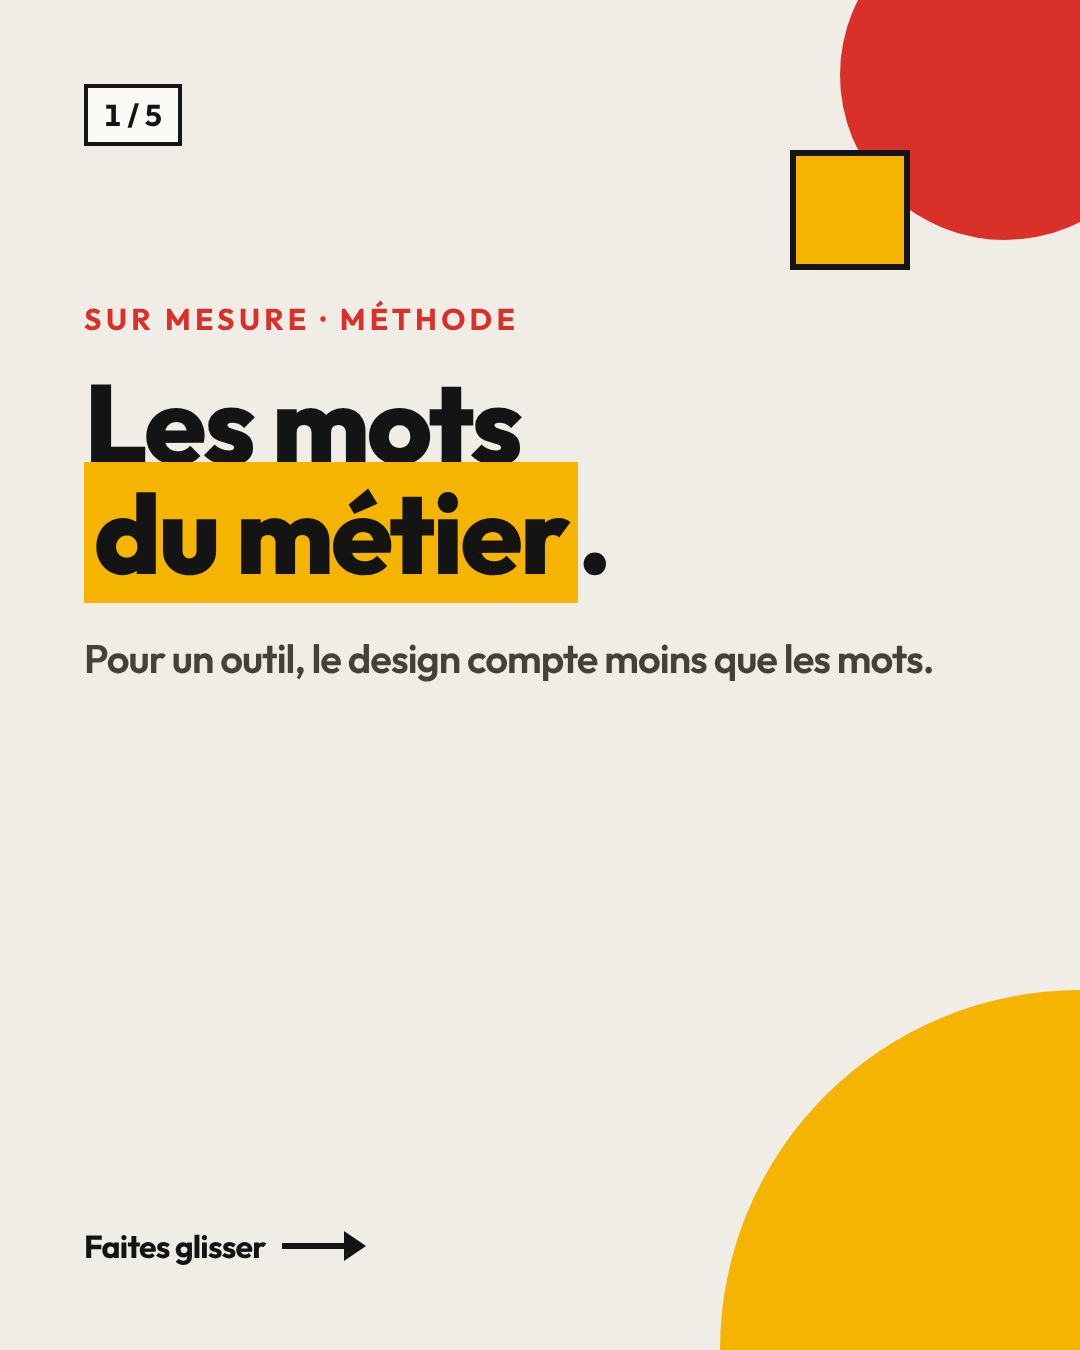 1 / 5
SUR MESURE · MÉTHODE
Les mots
du métier.
Pour un outil, le design compte moins que les mots.
Faites glisser